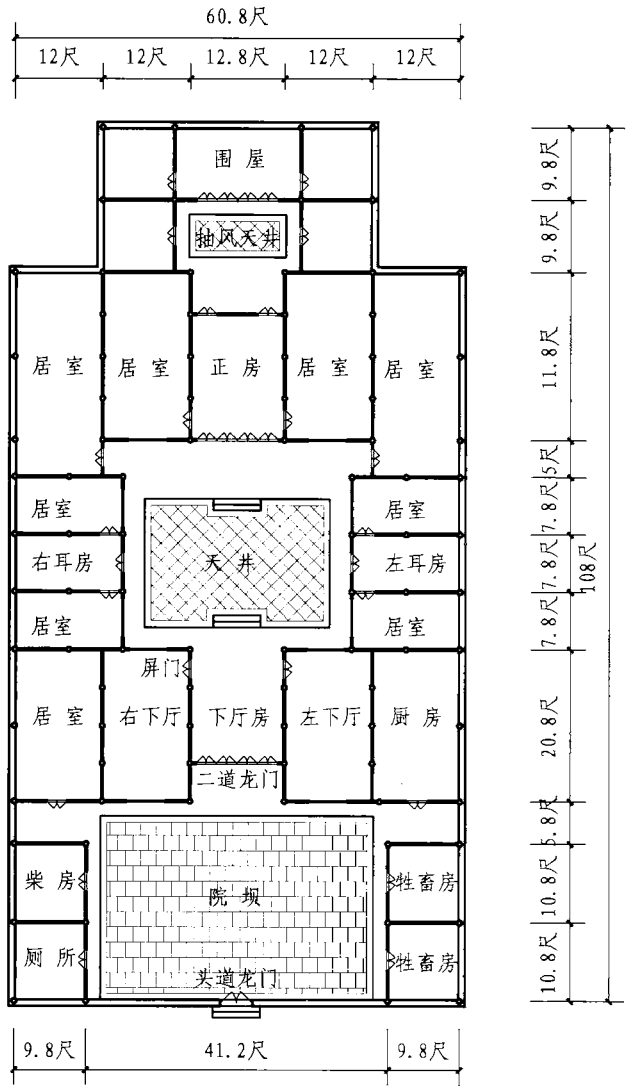 60.8尺
12尺 12尺 12.8尺 12尺 12尺
围屋
9.8尺
抽风天井
9.8尺
居室 居室 正房 居室 居室
11.8尺
5尺
居室 居室
7.8尺
右耳房 天井 左耳房
7.8尺
108尺
居室 居室
7.8尺
屏门
居室 右下厅 下厅房 左下厅 厨房
20.8尺
二道龙门
5.8尺
柴房 院坝 牲畜房
10.8尺
厕所 头道龙门 牲畜房
10.8尺
9.8尺 41.2尺 9.8尺